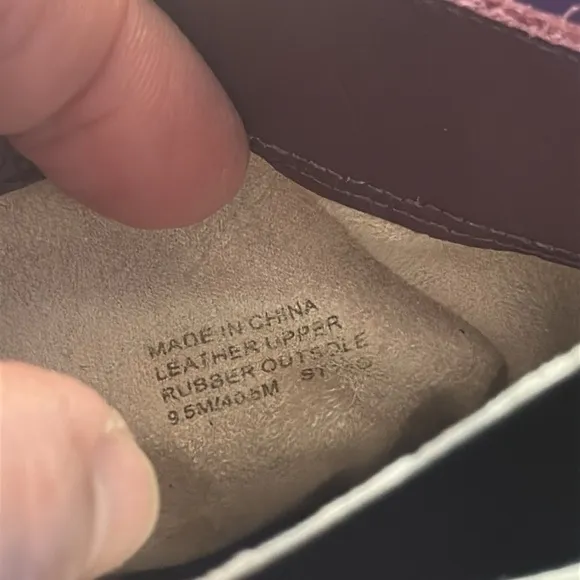 MADE IN CHINA
LEATHER UPPER
RUBBER OUTSOLE
9.5M/40.5M